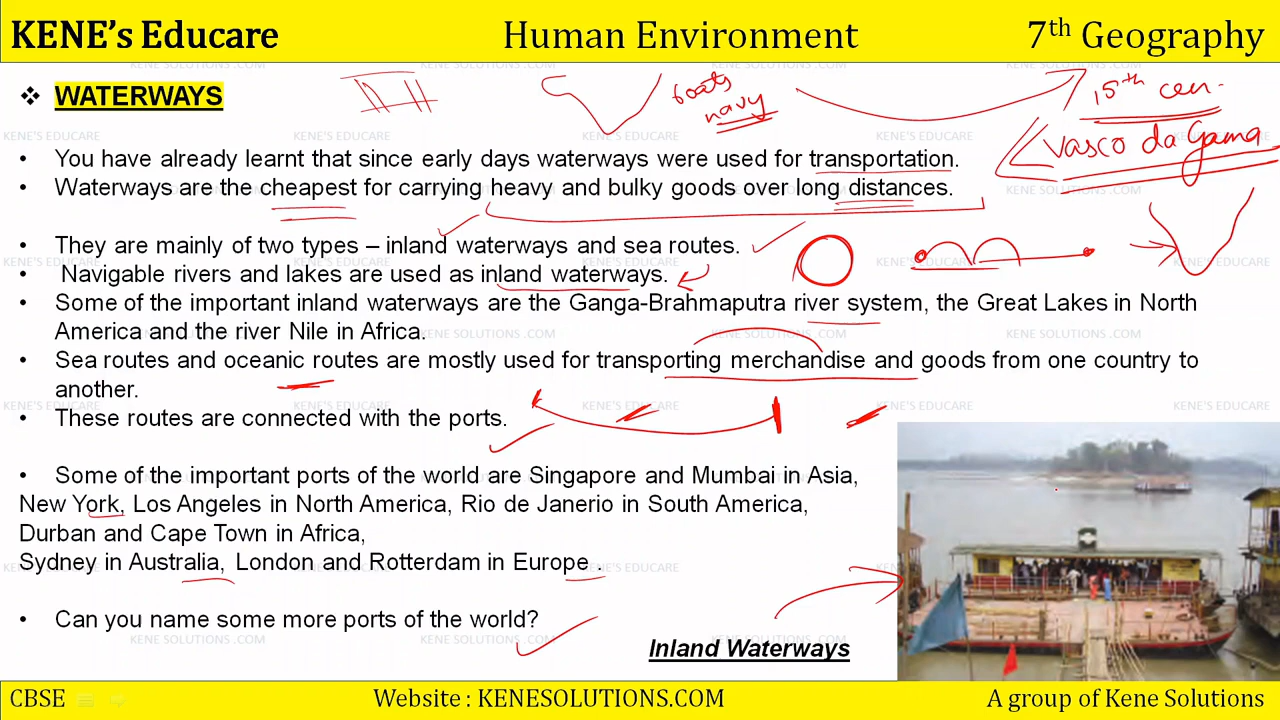 KENE's Educare Human Environment 7th Geography
❖ WATERWAYS
boats
navy
15th cen.
vasco da Gama
• You have already learnt that since early days waterways were used for transportation.
• Waterways are the cheapest for carrying heavy and bulky goods over long distances.
• They are mainly of two types – inland waterways and sea routes.
• Navigable rivers and lakes are used as inland waterways.
• Some of the important inland waterways are the Ganga-Brahmaputra river system, the Great Lakes in North
America and the river Nile in Africa.
• Sea routes and oceanic routes are mostly used for transporting merchandise and goods from one country to
another.
• These routes are connected with the ports.
• Some of the important ports of the world are Singapore and Mumbai in Asia,
New York, Los Angeles in North America, Rio de Janerio in South America,
Durban and Cape Town in Africa,
Sydney in Australia, London and Rotterdam in Europe .
• Can you name some more ports of the world?
Inland Waterways
CBSE Website : KENESOLUTIONS.COM A group of Kene Solutions